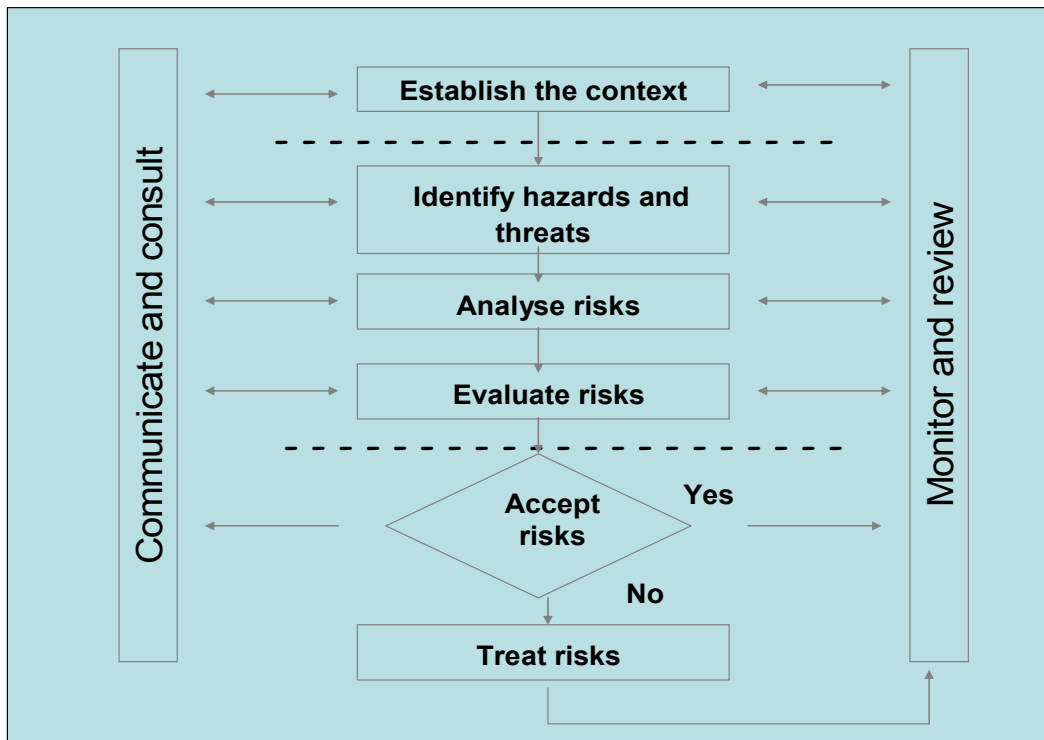 Communicate and consult
Establish the context
Identify hazards and
threats
Analyse risks
Evaluate risks
Accept
risks
Yes
No
Treat risks
Monitor and review